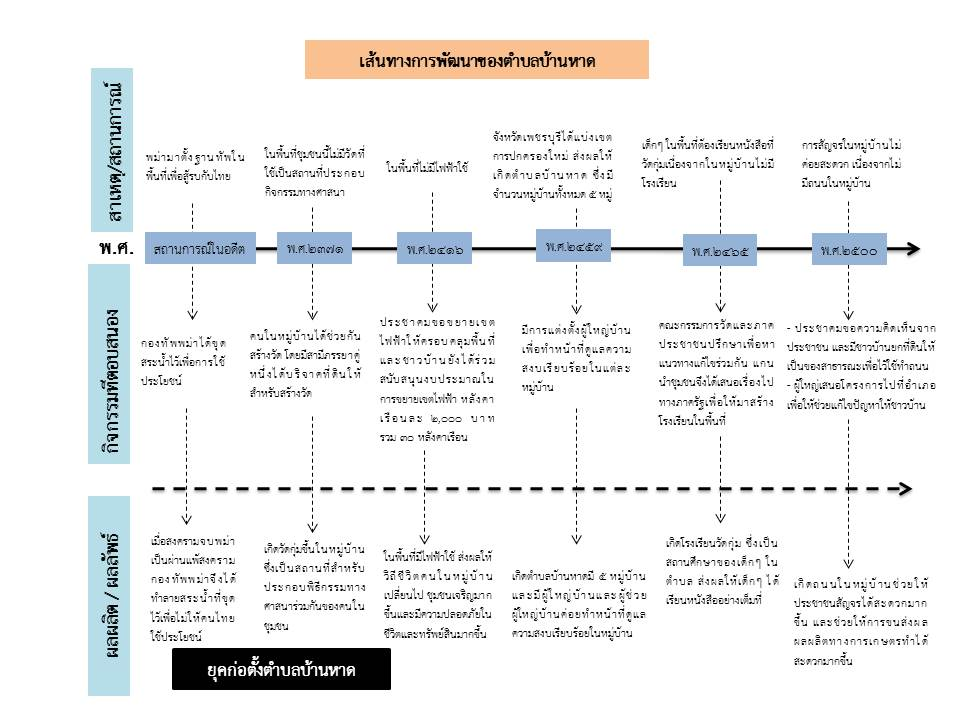 เส้นทางการพัฒนาของตำบลบ้านหาด
สาเหตุ/สถานการณ์
พม่ามาตั้งฐานทัพใน
พื้นที่เพื่อสู้รบกับไทย
ในพื้นที่ชุมชนนี้ไม่มีวัดที่
ใช้เป็นสถานที่ประกอบ
กิจกรรมทางศาสนา
ในพื้นที่ไม่มีไฟฟ้าใช้
จังหวัดเพชรบุรีได้แบ่งเขต
การปกครองใหม่ ส่งผลให้
เกิดตำบลบ้านหาด ซึ่งมี
จำนวนหมู่บ้านทั้งหมด ๕ หมู่
เด็กๆ ในพื้นที่ต้องเรียนหนังสือที่
วัดกุ่มเนื่องจากในหมู่บ้านไม่มี
โรงเรียน
การสัญจรในหมู่บ้านไม่
ค่อยสะดวก เนื่องจากไม่
มีถนนในหมู่บ้าน
พ.ศ.
สถานการณ์ในอดีต
พ.ศ.๒๓๗๑
พ.ศ.๒๔๑๖
พ.ศ.๒๔๕๙
พ.ศ.๒๔๖๕
พ.ศ.๒๕๐๐
กิจกรรมที่ตอบสนอง
กองทัพพม่าได้ขุด
สระน้ำไว้เพื่อการใช้
ประโยชน์
คนในหมู่บ้านได้ช่วยกัน
สร้างวัด โดยมีสามีภรรยาคู่
หนึ่งได้บริจาคที่ดินให้
สำหรับสร้างวัด
ประชาคมขอขยายเขต
ไฟฟ้าให้ครอบคลุมพื้นที่
และชาวบ้านยังได้ร่วม
สนับสนุนงบประมาณใน
การขยายเขตไฟฟ้า หลังคา
เรือนละ ๒,๐๐๐ บาท
รวม ๓๐ หลังคาเรือน
มีการแต่งตั้งผู้ใหญ่บ้าน
เพื่อทำหน้าที่ดูแลความ
สงบเรียบร้อยในแต่ละ
หมู่บ้าน
คณะกรรมการวัดและภาค
ประชาชนปรึกษาเพื่อหา
แนวทางแก้ไขร่วมกัน แกน
นำชุมชนจึงได้เสนอเรื่องไป
ทางภาครัฐเพื่อให้มาสร้าง
โรงเรียนในพื้นที่
- ประชาคมขอความคิดเห็นจาก
ประชาชน และมีชาวบ้านยกที่ดินให้
เป็นของสาธารณะเพื่อไว้ใช้ทำถนน
- ผู้ใหญ่เสนอโครงการไปที่อำเภอ
เพื่อให้ช่วยแก้ไขปัญหาให้ชาวบ้าน
ผลผลิต / ผลลัพธ์
เมื่อสงครามจบพม่า
เป็นผ่านแพ้สงคราม
กองทัพพม่าจึงได้
ทำลายสระน้ำที่ขุด
ไว้เพื่อไม่ให้คนไทย
ใช้ประโยชน์
เกิดวัดกุ่มขึ้นในหมู่บ้าน
ซึ่งเป็นสถานที่สำหรับ
ประกอบพิธีกรรมทาง
ศาสนาร่วมกันของคนใน
ชุมชน
ในพื้นที่มีไฟฟ้าใช้ ส่งผลให้
วิถีชีวิตคนในหมู่บ้าน
เปลี่ยนไป ชุมชนเจริญมาก
ขึ้นและมีความปลอดภัยใน
ชีวิตและทรัพย์สินมากขึ้น
เกิดตำบลบ้านหาดมี ๕ หมู่บ้าน
และมีผู้ใหญ่บ้านและผู้ช่วย
ผู้ใหญ่บ้านค่อยทำหน้าที่ดูแล
ความสงบเรียบร้อยในหมู่บ้าน
เกิดโรงเรียนวัดกุ่ม ซึ่งเป็น
สถานศึกษาของเด็กๆ ใน
ตำบล ส่งผลให้เด็กๆ ได้
เรียนหนังสืออย่างเต็มที่
เกิดถนนในหมู่บ้านช่วยให้
ประชาชนสัญจรได้สะดวกมาก
ขึ้น และช่วยให้การขนส่งผล
ผลผลิตทางการเกษตรทำได้
สะดวกมากขึ้น
ยุคก่อตั้งตำบลบ้านหาด